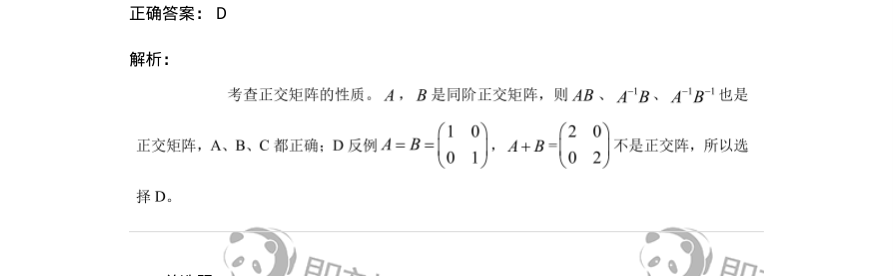 正确答案： D
解析：
考查正交矩阵的性质。A，B 是同阶正交矩阵，则 AB 、 A⁻¹B 、 A⁻¹B⁻¹ 也是
正交矩阵，A、B、C 都正确；D 反例 A = B = (1 0; 0 1)， A + B = (2 0; 0 2) 不是正交阵，所以选
择 D。